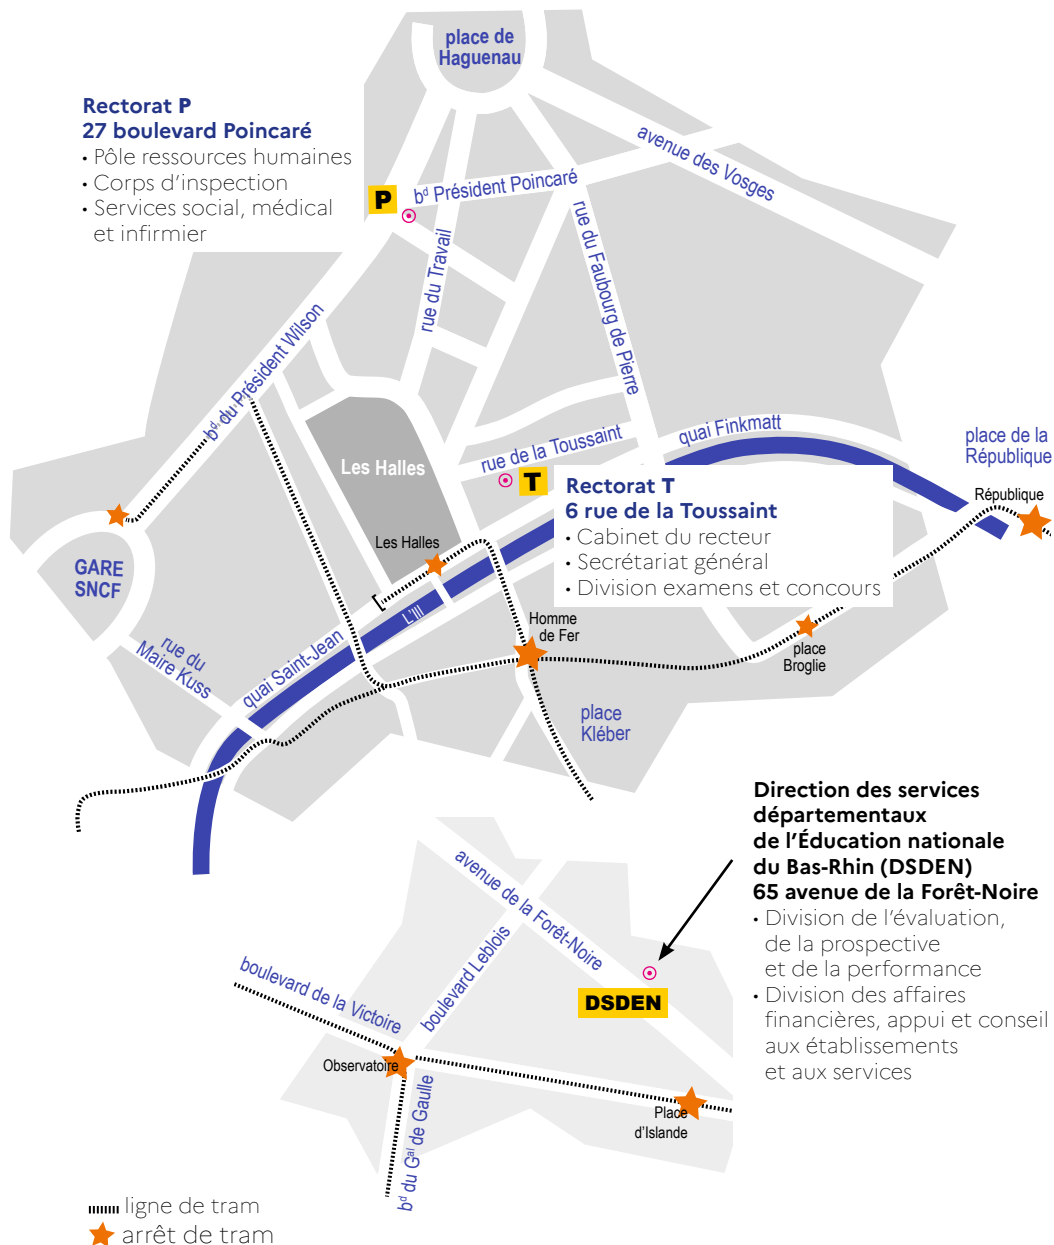 place de
Haguenau
Rectorat P
27 boulevard Poincaré
• Pôle ressources humaines
• Corps d'inspection
• Services social, médical
et infirmier
avenue des Vosges
P
bd Président Poincaré
rue du Travail
rue du Faubourg de Pierre
bd. du Président Wilson
Les Halles
rue de la Toussaint
quai Finkmatt
place de la
République
République
T
Rectorat T
6 rue de la Toussaint
• Cabinet du recteur
• Secrétariat général
• Division examens et concours
Les Halles
GARE
SNCF
L'Ill
Homme
de Fer
place
Broglie
rue du
Maire Kuss
quai Saint-Jean
place
Kléber
Direction des services
départementaux
de l'Éducation nationale
du Bas-Rhin (DSDEN)
65 avenue de la Forêt-Noire
• Division de l'évaluation,
de la prospective
et de la performance
• Division des affaires
financières, appui et conseil
aux établissements
et aux services
avenue de la Forêt-Noire
boulevard Leblois
boulevard de la Victoire
DSDEN
Observatoire
bd du Gal de Gaulle
Place
d'Islande
ligne de tram
arrêt de tram